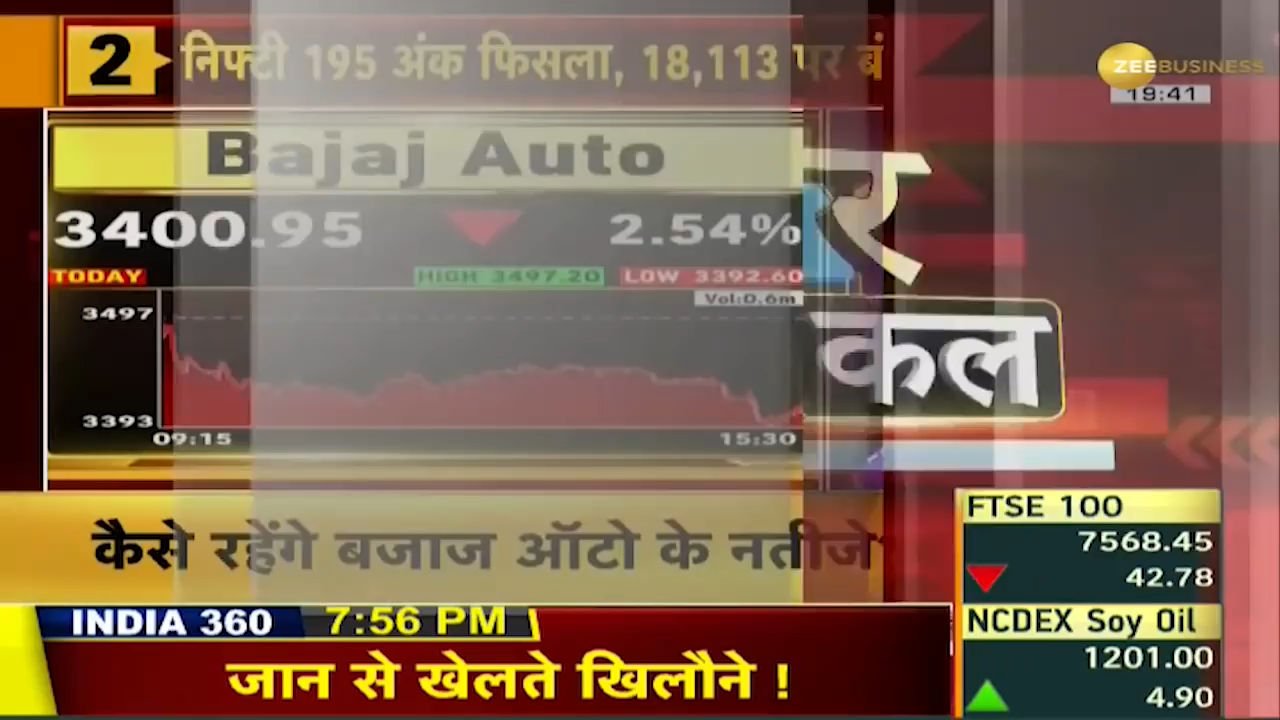 2 निफ्टी 195 अंक फिसला, 18,113 पर बं
ZEEBUSINESS
19:41
Bajaj Auto
3400.95 2.54%
TODAY HIGH 3497.20 LOW 3392.60
Vol:0.6m
3497
3393
09:15 15:30
र
कल
कैसे रहेंगे बजाज ऑटो के नतीजे
FTSE 100
7568.45
42.78
NCDEX Soy Oil
1201.00
4.90
INDIA 360 7:56 PM
जान से खेलते खिलौने !